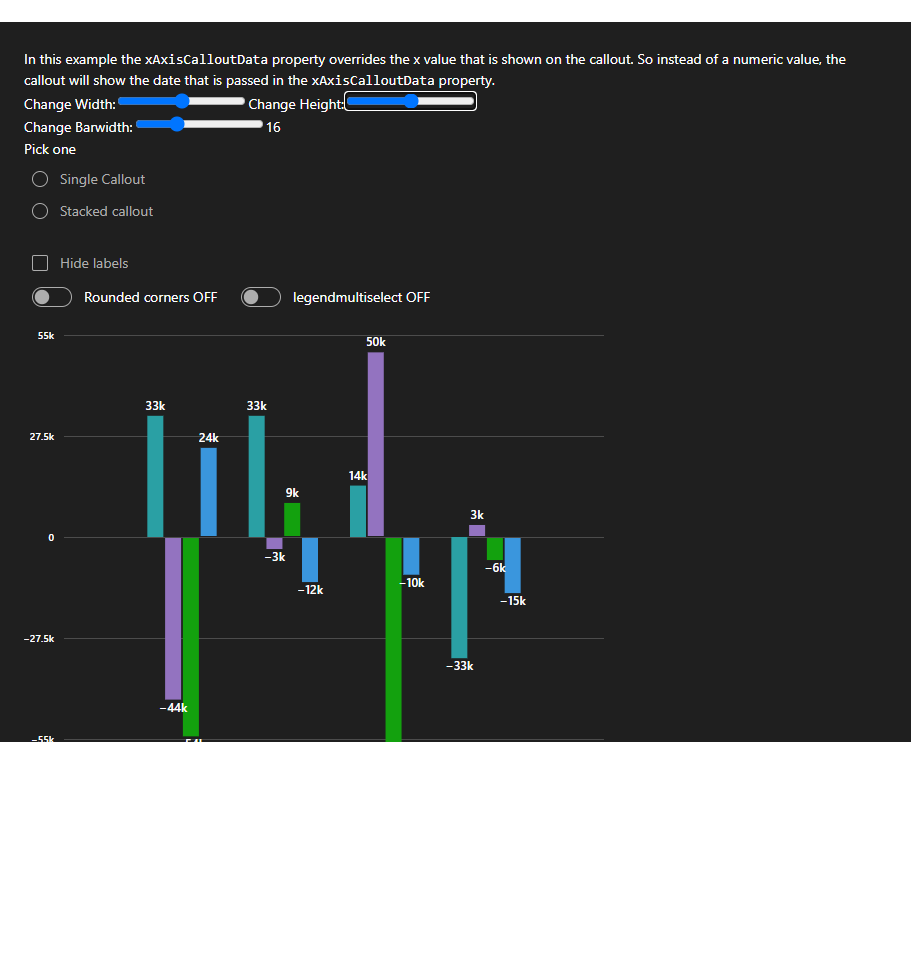 In this example the xAxisCalloutData property overrides the x value that is shown on the callout. So instead of a numeric value, the
callout will show the date that is passed in the xAxisCalloutData property.
Change Width: Change Height:
Change Barwidth: 16
Pick one
Single Callout
Stacked callout
Hide labels
Rounded corners OFF legendmultiselect OFF
55k
50k
33k 33k
27.5k 24k
14k
9k
3k
0
−3k
−6k
−10k
−12k
−15k
−27.5k
−33k
−44k
−55k